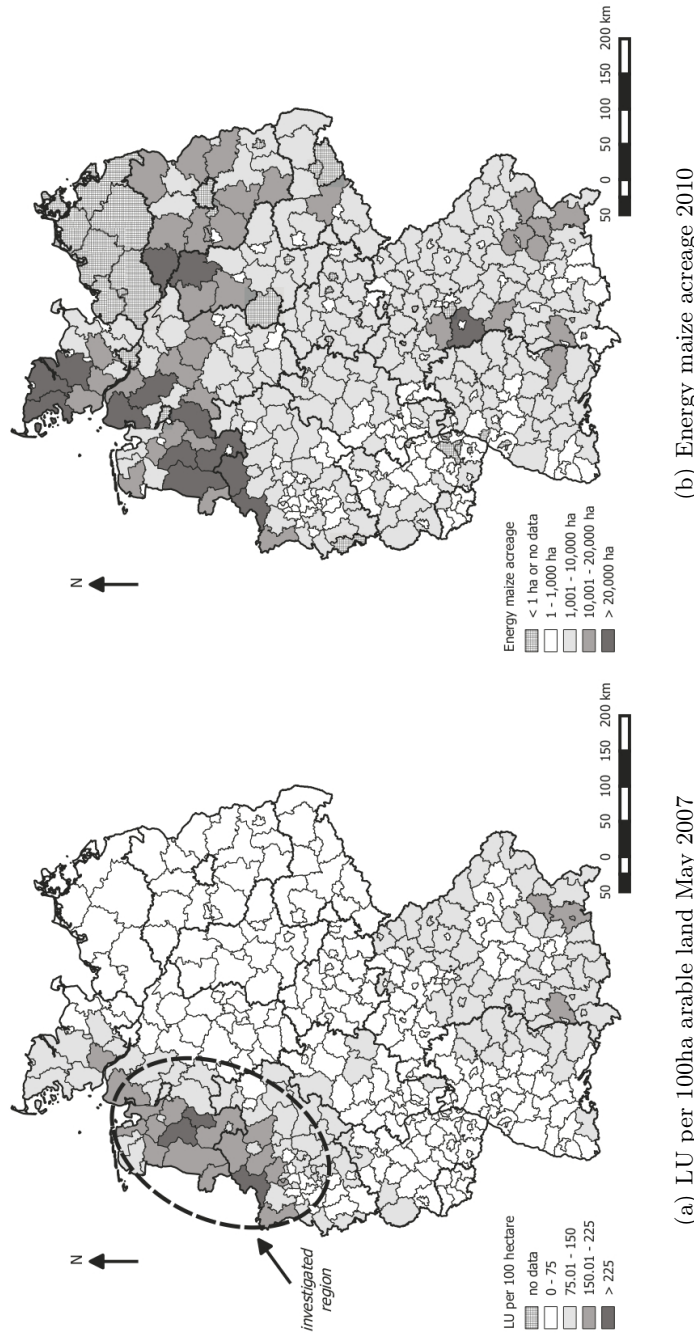 N
investigated
region
LU per 100 hectare
no data
0 - 75
75.01 - 150
150.01 - 225
> 225
50 0 50 100 150 200 km
(a) LU per 100ha arable land May 2007
N
Energy maize acreage
< 1 ha or no data
1 - 1,000 ha
1,001 - 10,000 ha
10,001 - 20,000 ha
> 20,000 ha
50 0 50 100 150 200 km
(b) Energy maize acreage 2010